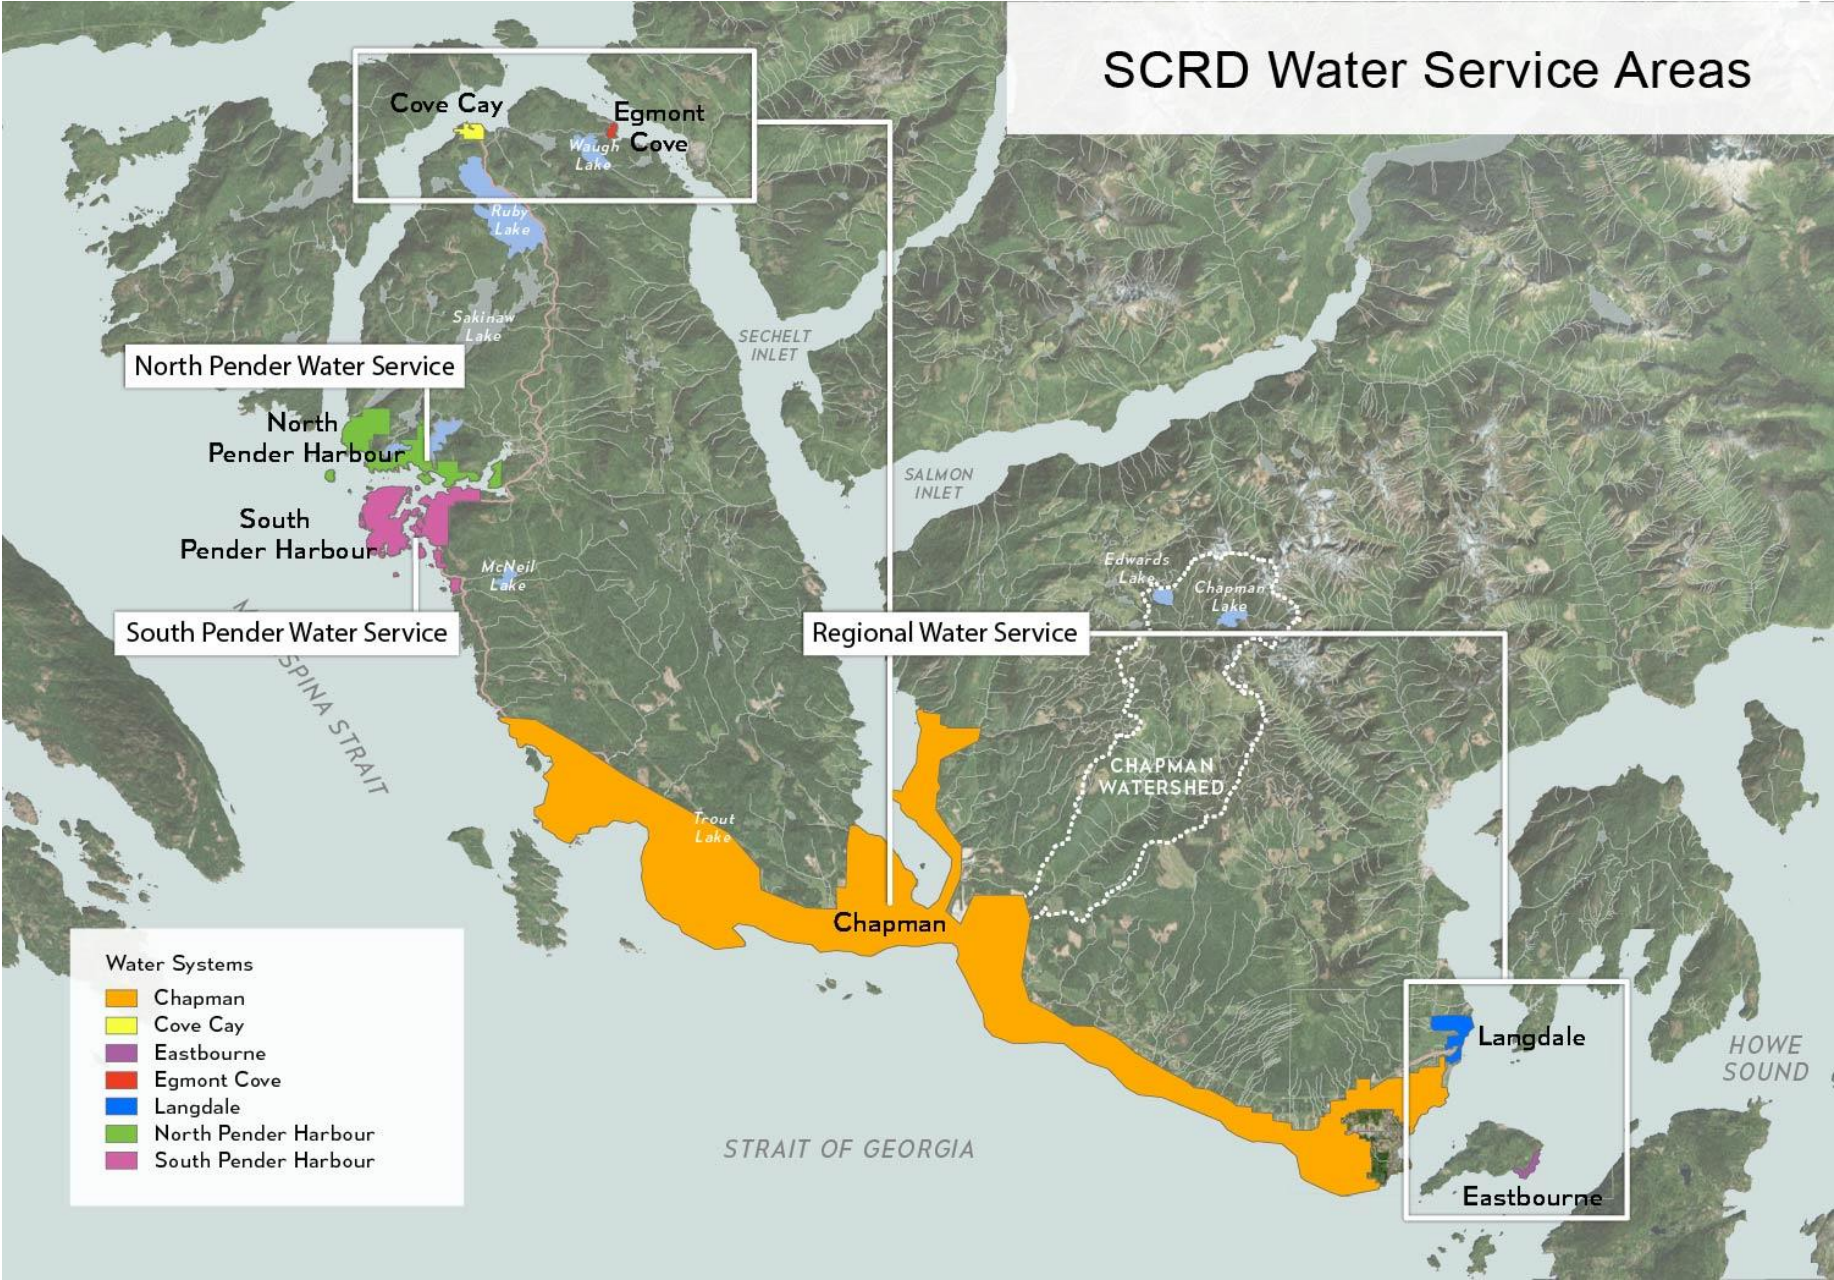 SCRD Water Service Areas
Cove Cay
Egmont
Cove
Waugh
Lake
Ruby
Lake
Sakinaw
Lake
SECHELT
INLET
North Pender Water Service
North
Pender Harbour
SALMON
INLET
South
Pender Harbour
McNeil
Lake
Edwards
Lake
Chapman
Lake
South Pender Water Service
Regional Water Service
SPINA STRAIT
CHAPMAN
WATERSHED
Trout
Lake
Chapman
Water Systems
Chapman
Cove Cay
Eastbourne
Egmont Cove
Langdale
North Pender Harbour
South Pender Harbour
Langdale
HOWE
SOUND
STRAIT OF GEORGIA
Eastbourne